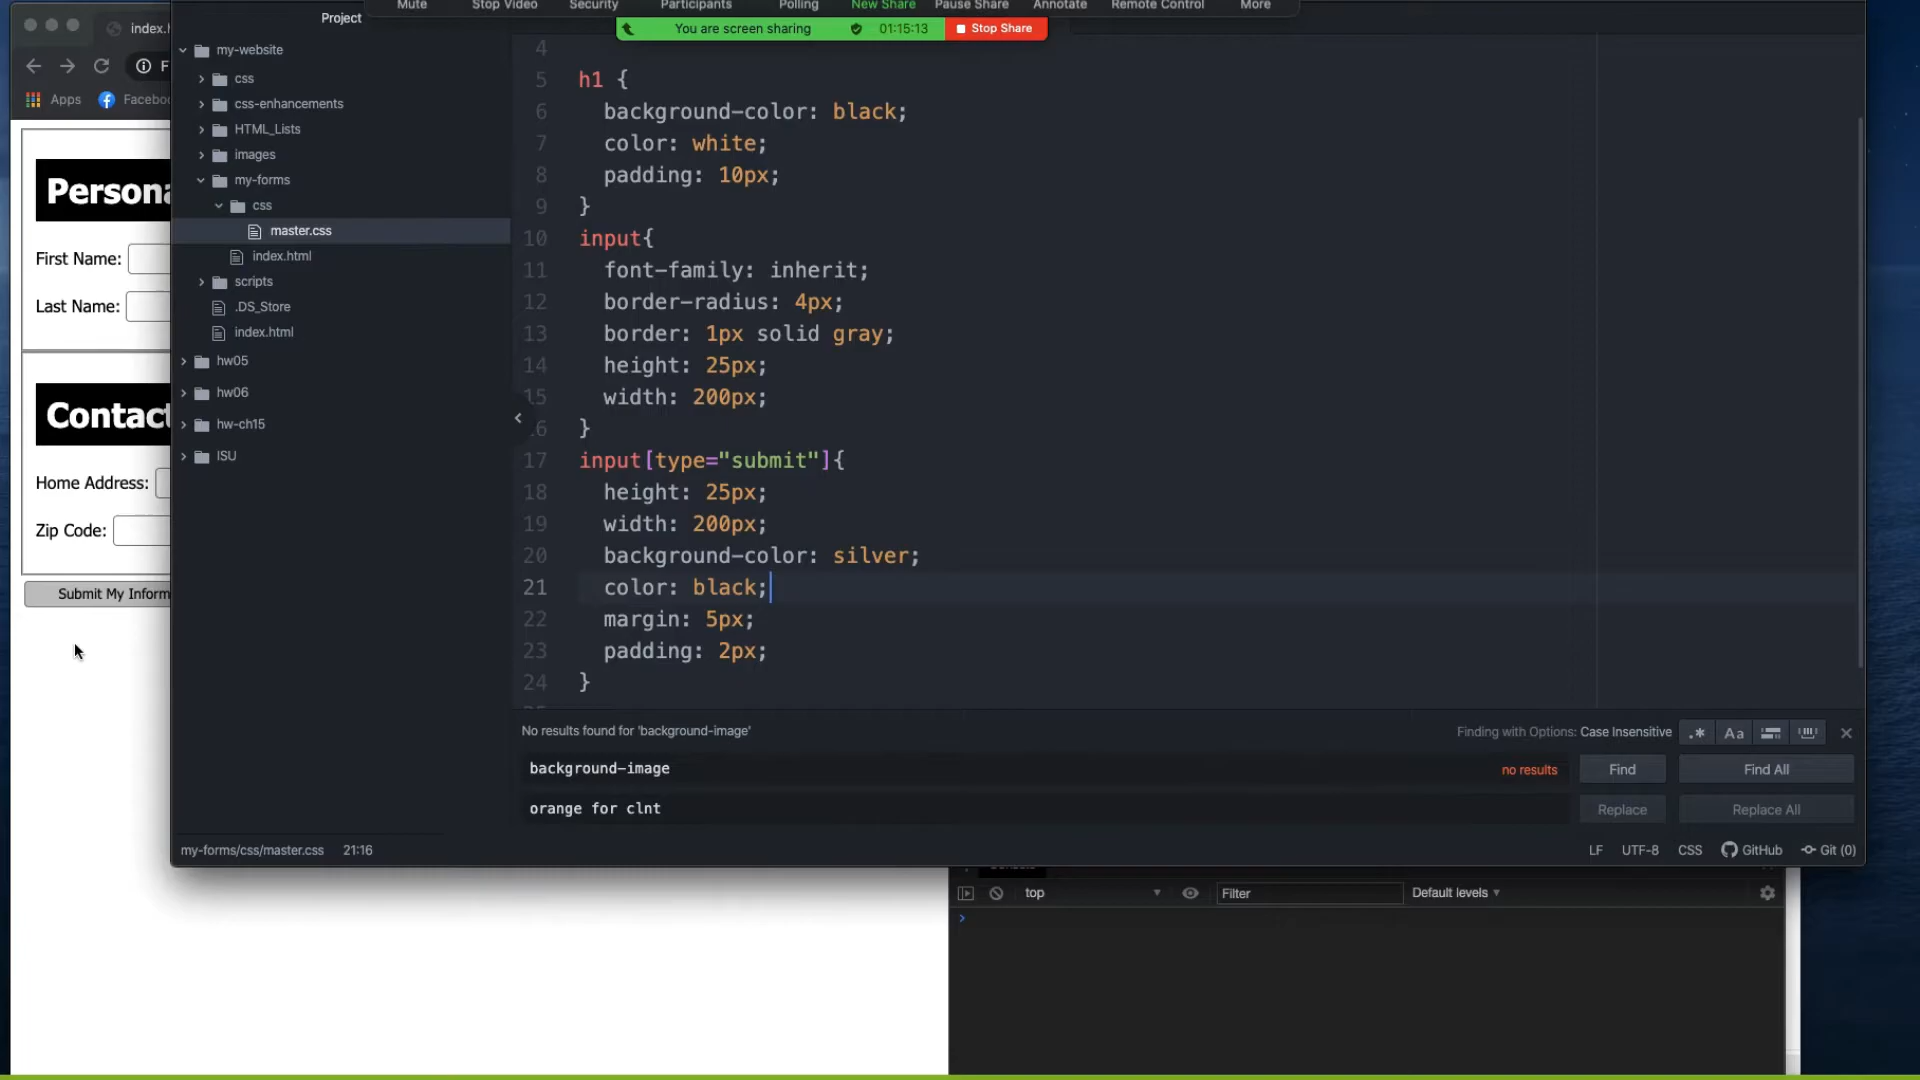 Mute Stop Video Security Participants Polling New Share Pause Share Annotate Remote Control More
You are screen sharing 01:15:13 Stop Share
index.h
F
Apps Faceboo
Persona
First Name:
Last Name:
Contact
Home Address:
Zip Code:
Submit My Inform
Project
my-website
css
css-enhancements
HTML_Lists
images
my-forms
css
master.css
index.html
scripts
.DS_Store
index.html
hw05
hw06
hw-ch15
ISU
4
5 h1 {
6 background-color: black;
7 color: white;
8 padding: 10px;
9 }
10 input{
11 font-family: inherit;
12 border-radius: 4px;
13 border: 1px solid gray;
14 height: 25px;
15 width: 200px;
16 }
17 input[type="submit"]{
18 height: 25px;
19 width: 200px;
20 background-color: silver;
21 color: black;
22 margin: 5px;
23 padding: 2px;
24 }
No results found for 'background-image' Finding with Options: Case Insensitive .* Aa
background-image no results Find Find All
orange for clnt Replace Replace All
my-forms/css/master.css 21:16 LF UTF-8 CSS GitHub Git (0)
top Filter Default levels